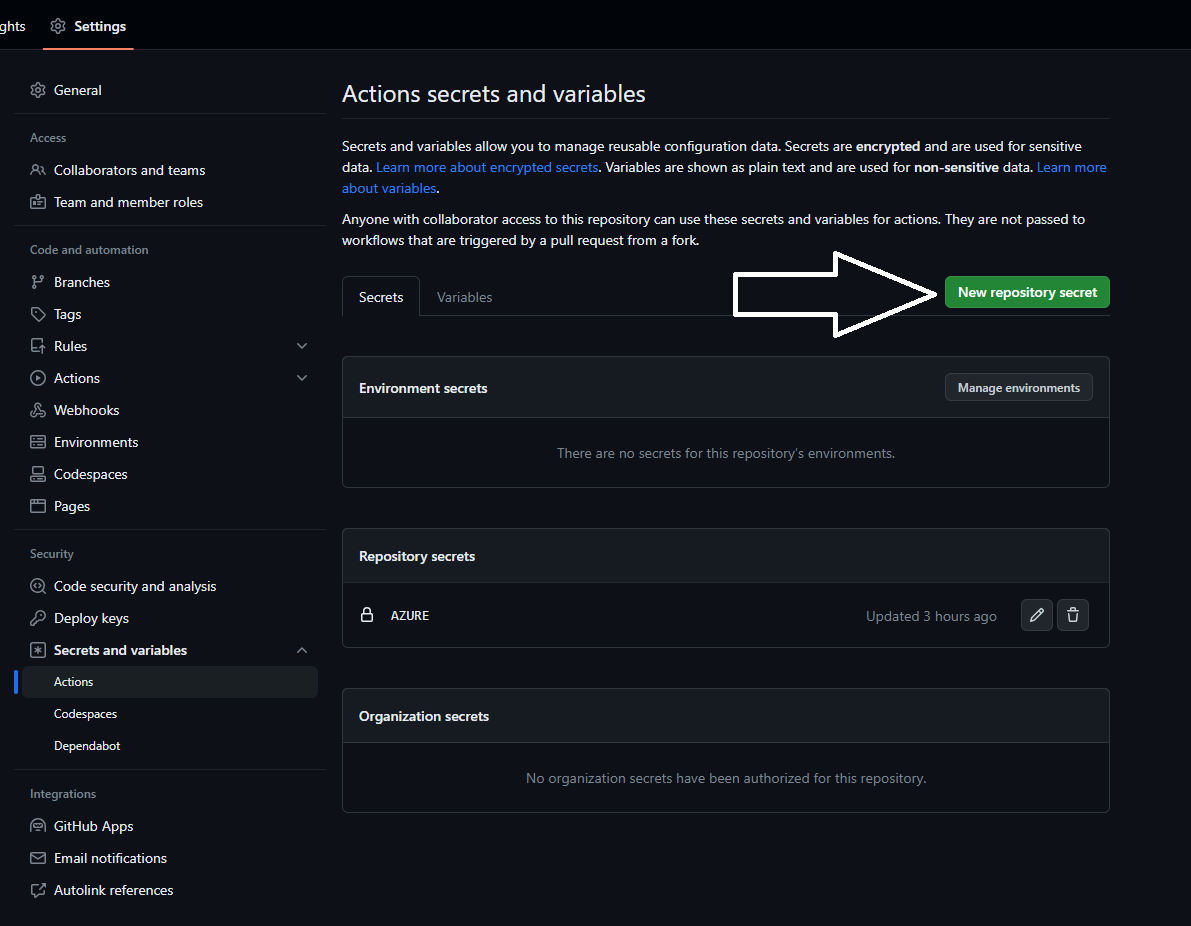 ghts
Settings
General
Access
Collaborators and teams
Team and member roles
Code and automation
Branches
Tags
Rules
Actions
Webhooks
Environments
Codespaces
Pages
Security
Code security and analysis
Deploy keys
Secrets and variables
Actions
Codespaces
Dependabot
Integrations
GitHub Apps
Email notifications
Autolink references
Actions secrets and variables
Secrets and variables allow you to manage reusable configuration data. Secrets are encrypted and are used for sensitive
data. Learn more about encrypted secrets. Variables are shown as plain text and are used for non-sensitive data. Learn more
about variables.
Anyone with collaborator access to this repository can use these secrets and variables for actions. They are not passed to
workflows that are triggered by a pull request from a fork.
Secrets
Variables
New repository secret
Environment secrets
Manage environments
There are no secrets for this repository's environments.
Repository secrets
AZURE
Updated 3 hours ago
Organization secrets
No organization secrets have been authorized for this repository.